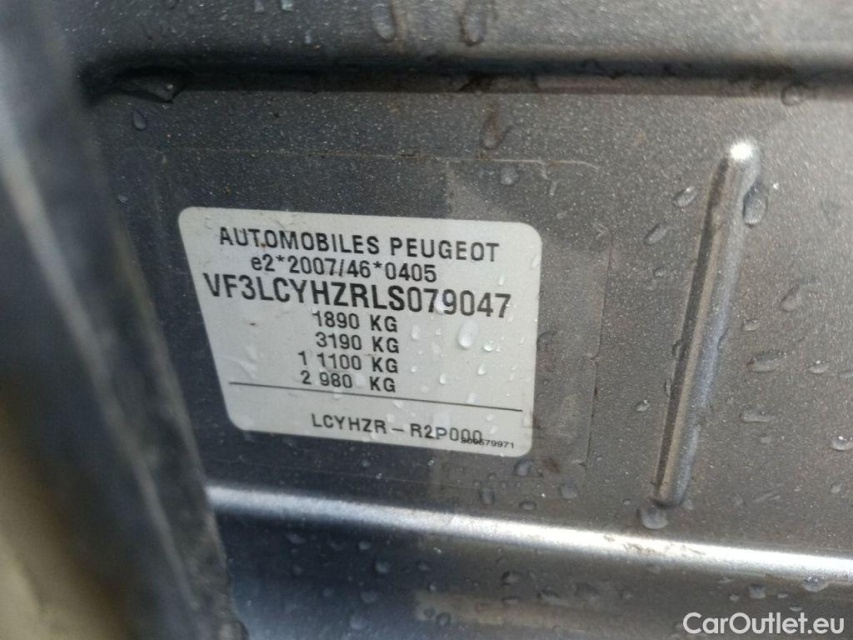 AUTOMOBILES PEUGEOT
e2*2007/46*0405
VF3LCYHZRLS079047
1890 KG
3190 KG
1 1100 KG
2 980 KG
LCYHZR-R2P000
CarOutlet.eu